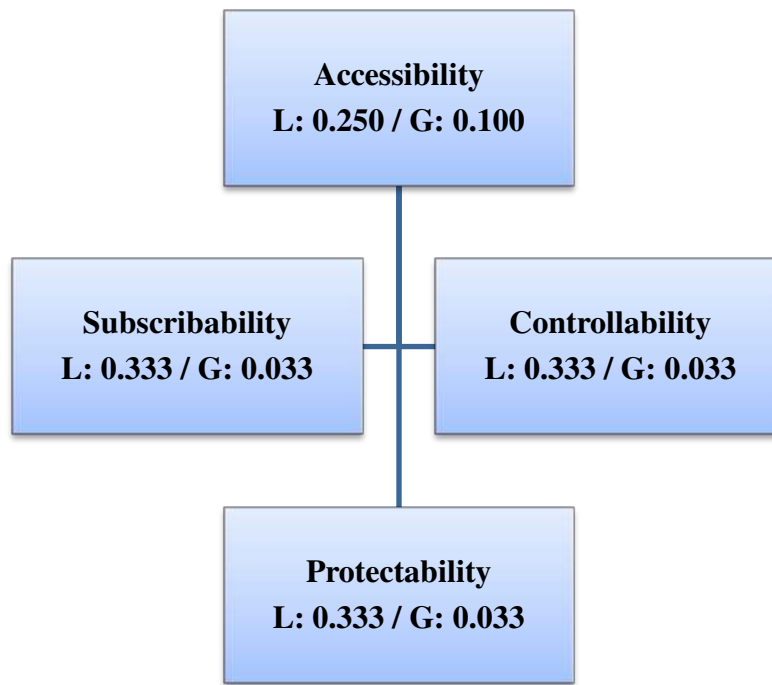 Accessibility
L: 0.250 / G: 0.100
Subscribability
L: 0.333 / G: 0.033
Controllability
L: 0.333 / G: 0.033
Protectability
L: 0.333 / G: 0.033